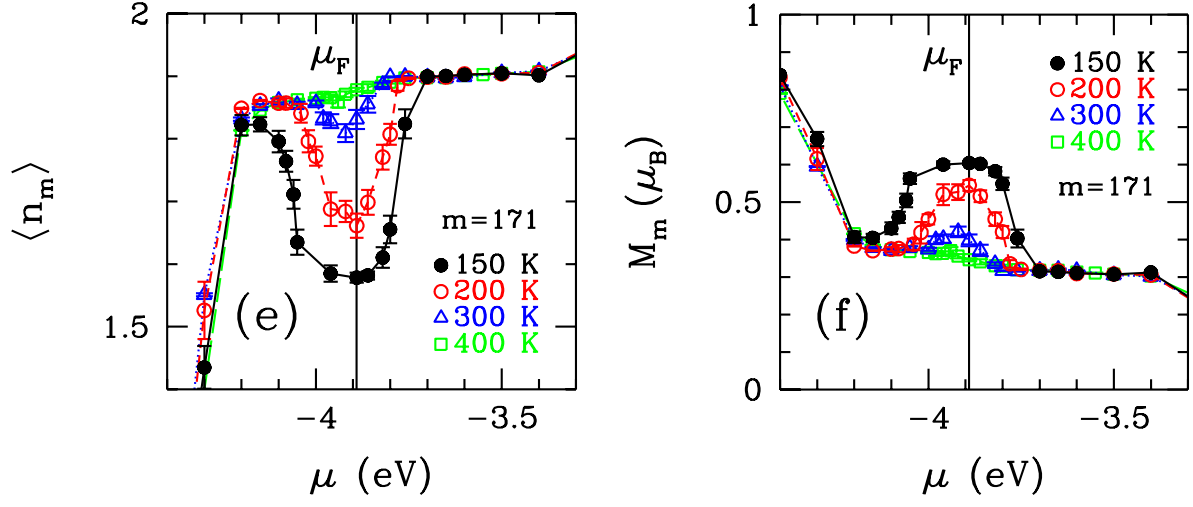 2
1.5
⟨n_m⟩
μ_F
m=171
150 K
200 K
300 K
400 K
(e)
−4
−3.5
μ (eV)
1
0.5
0
M_m (μ_B)
μ_F
150 K
200 K
300 K
400 K
m=171
(f)
−4
−3.5
μ (eV)